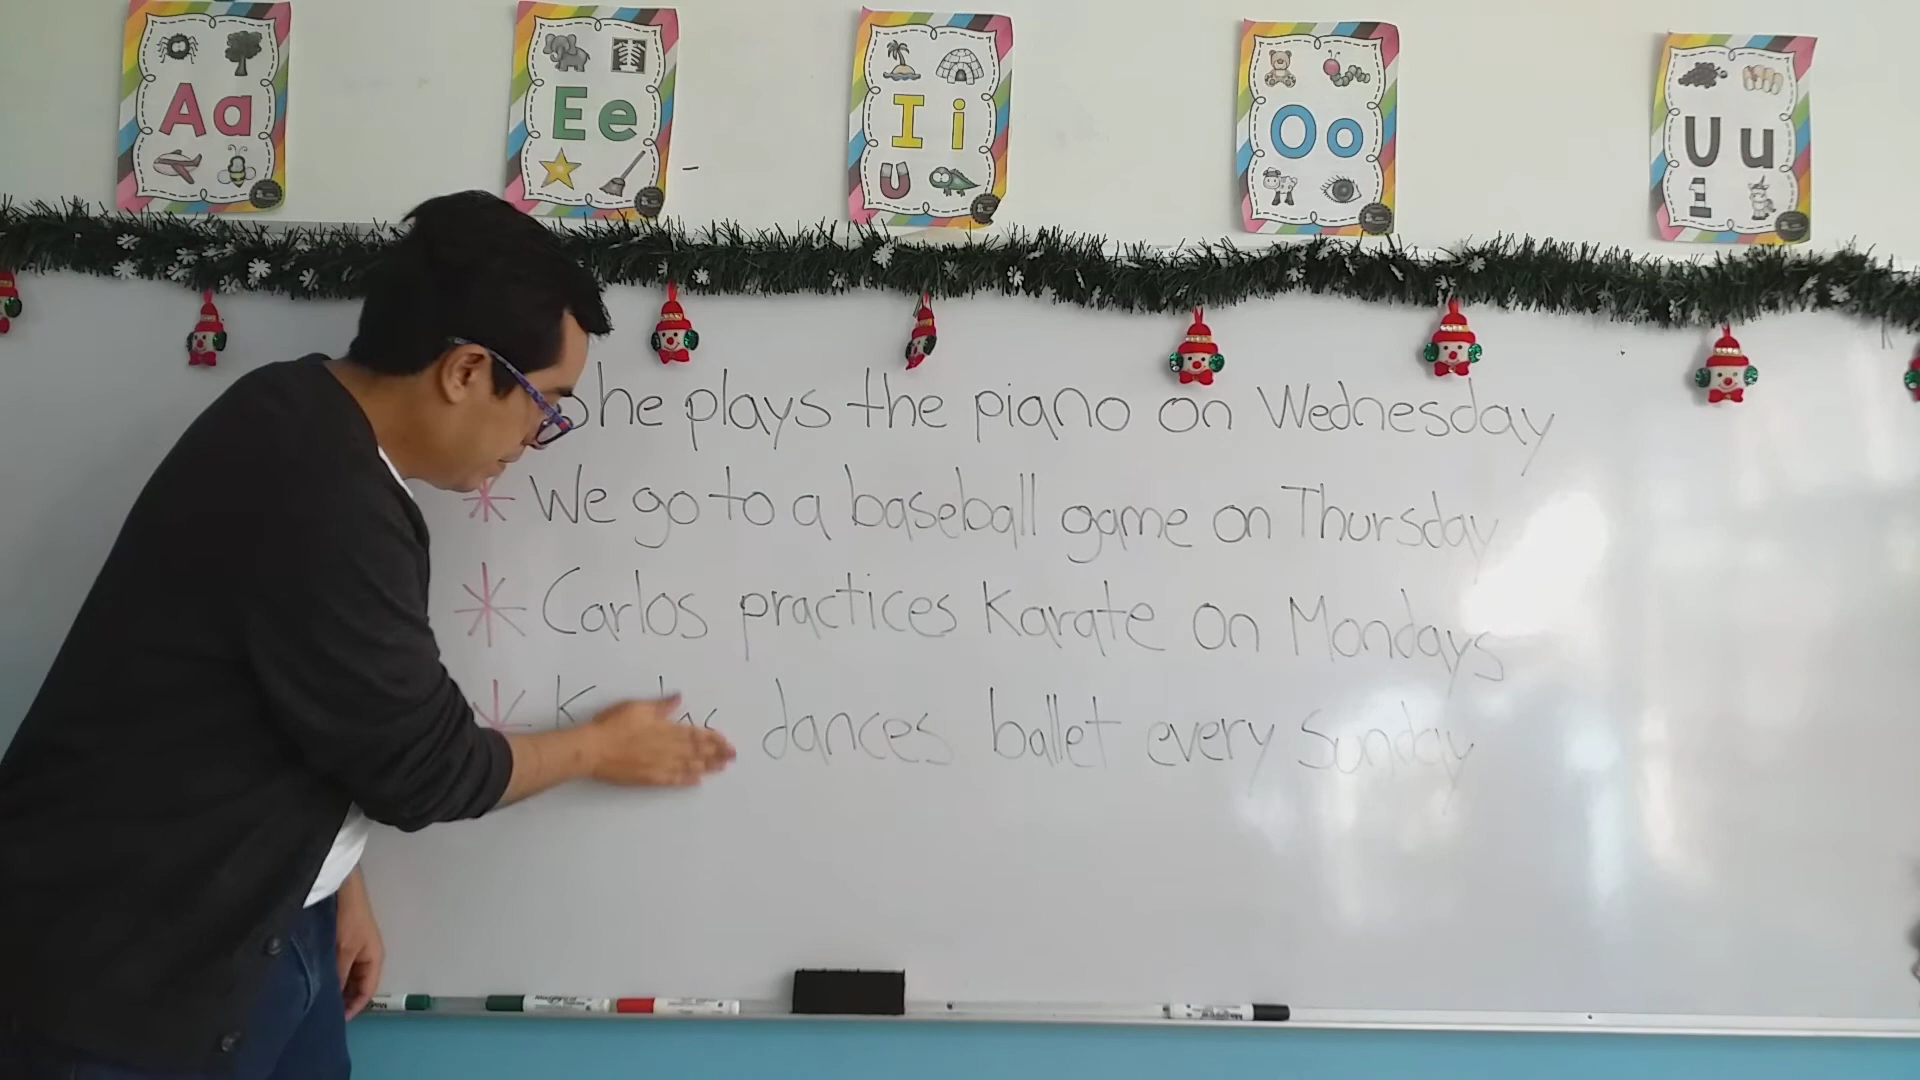 Aa
Ee
Ii
Oo
Uu
She plays the piano on Wednesday
* We go to a baseball game on Thursday
* Carlos practices Karate on Mondays
* dances ballet every Sunday